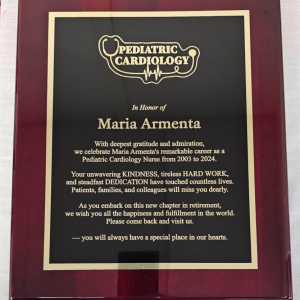 PEDIATRIC
CARDIOLOGY
In Honor of
Maria Armenta
With deepest gratitude and admiration,
we celebrate Maria Armenta's remarkable career as a
Pediatric Cardiology Nurse from 2003 to 2024.
Your unwavering KINDNESS, tireless HARD WORK,
and steadfast DEDICATION have touched countless lives.
Patients, families, and colleagues will miss you dearly.
As you embark on this new chapter in retirement,
we wish you all the happiness and fulfillment in the world.
Please come back and visit us.
— you will always have a special place in our hearts.